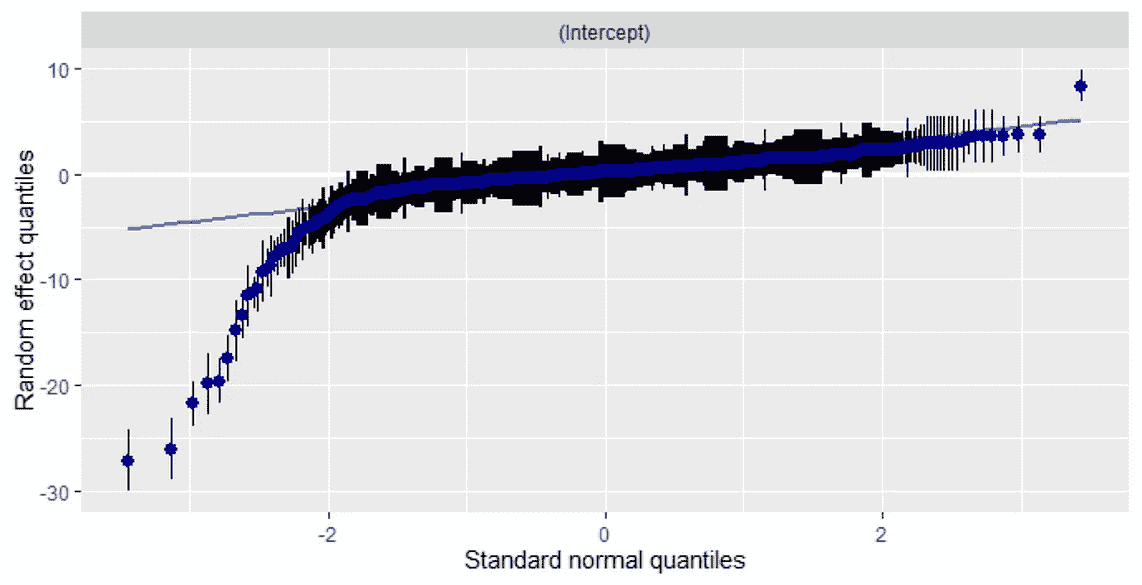 (Intercept)
Random effect quantiles
10
0
-10
-20
-30
-2
0
2
Standard normal quantiles